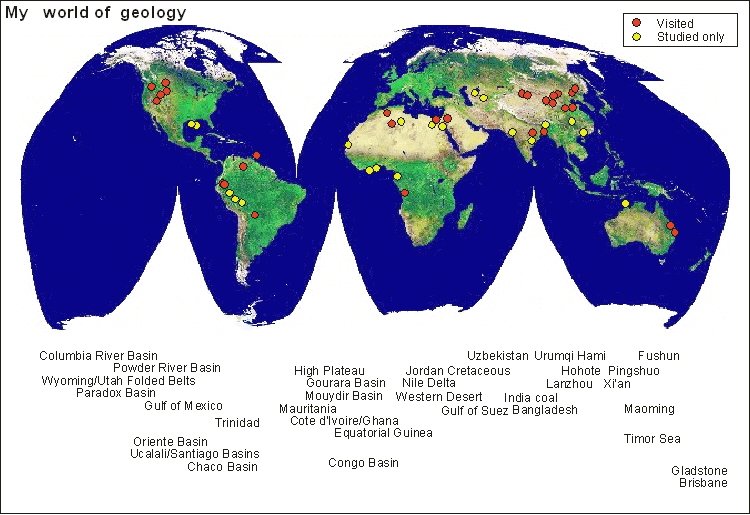 My world of geology
Visited
Studied only
Columbia River Basin
Powder River Basin
Wyoming/Utah Folded Belts
Paradox Basin
Gulf of Mexico
Trinidad
Oriente Basin
Ucalali/Santiago Basins
Chaco Basin
High Plateau
Gourara Basin
Mouydir Basin
Mauritania
Cote d'Ivoire/Ghana
Equatorial Guinea
Congo Basin
Jordan Cretaceous
Nile Delta
Western Desert
Gulf of Suez
Uzbekistan
Urumqi Hami
Hohote Pingshuo
Lanzhou Xi'an
India coal
Bangladesh
Fushun
Maoming
Timor Sea
Gladstone
Brisbane